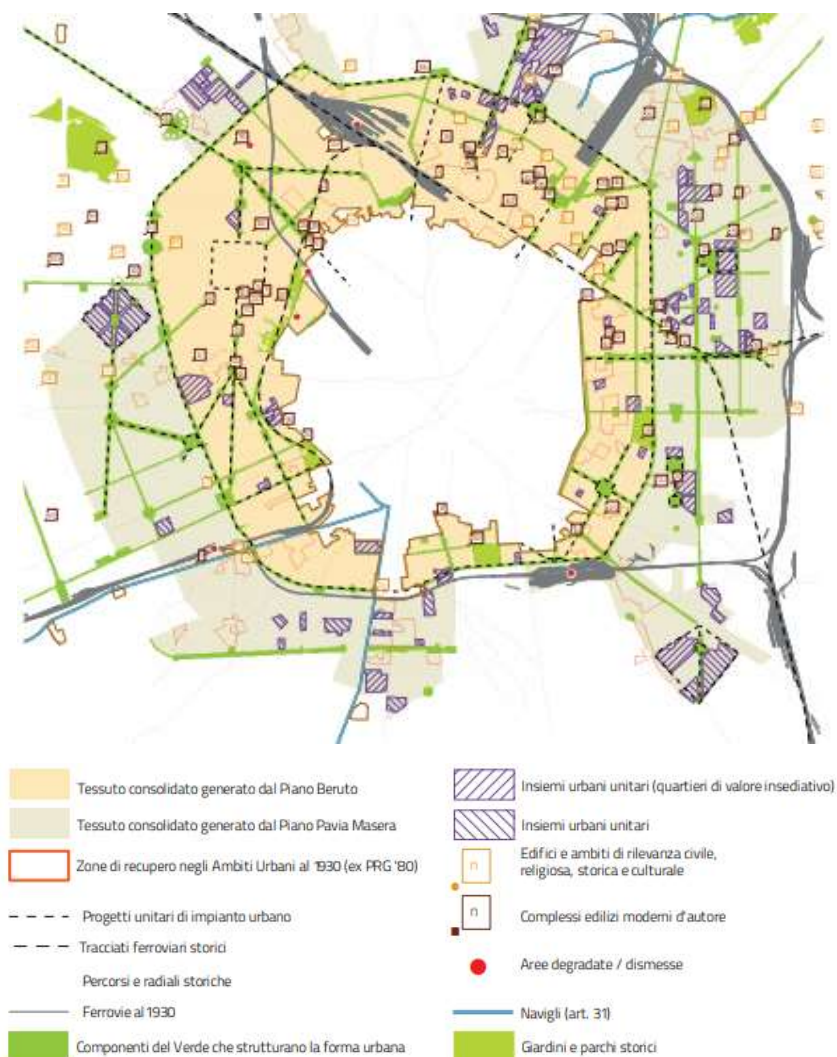 Tessuto consolidato generato dal Piano Beruto
Tessuto consolidato generato dal Piano Pavia Masera
Zone di recupero negli Ambiti Urbani al 1930 (ex PRG '80)
Progetti unitari di impianto urbano
Tracciati ferroviari storici
Percorsi e radiali storiche
Ferrovie al 1930
Componenti del Verde che strutturano la forma urbana
Insiemi urbani unitari (quartieri di valore insediativo)
Insiemi urbani unitari
n
Edifici e ambiti di rilevanza civile,
religiosa, storica e culturale
n
Complessi edilizi moderni d'autore
Aree degradate / dismesse
Navigli (art. 31)
Giardini e parchi storici